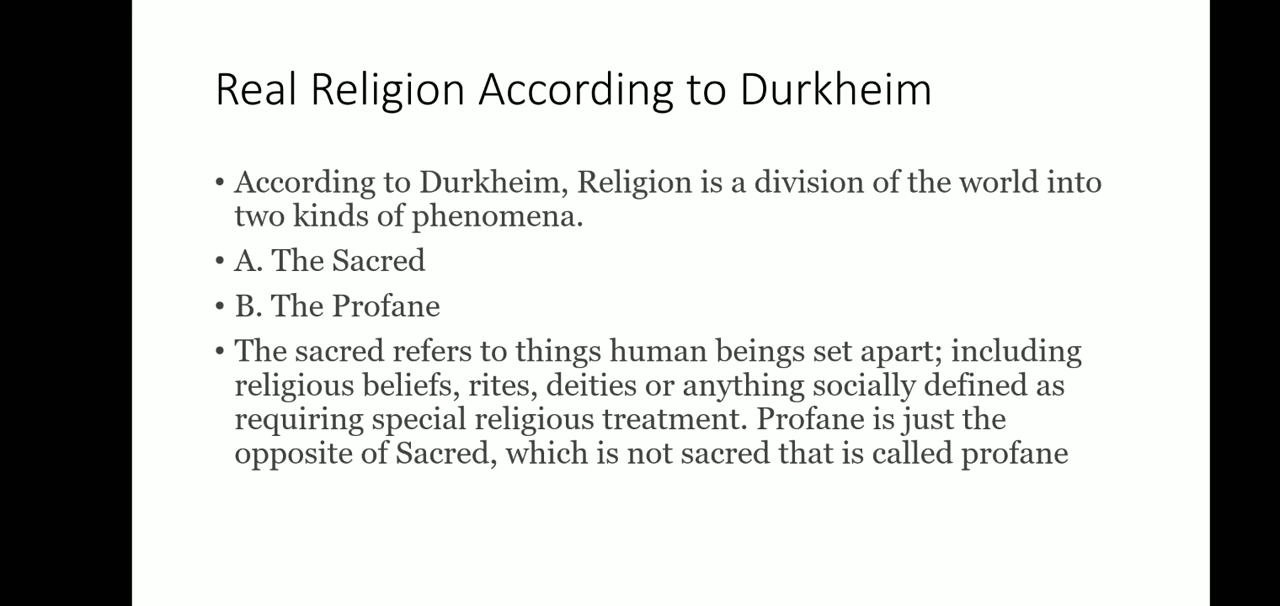 Real Religion According to Durkheim
• According to Durkheim, Religion is a division of the world into
two kinds of phenomena.
• A. The Sacred
• B. The Profane
• The sacred refers to things human beings set apart; including
religious beliefs, rites, deities or anything socially defined as
requiring special religious treatment. Profane is just the
opposite of Sacred, which is not sacred that is called profane